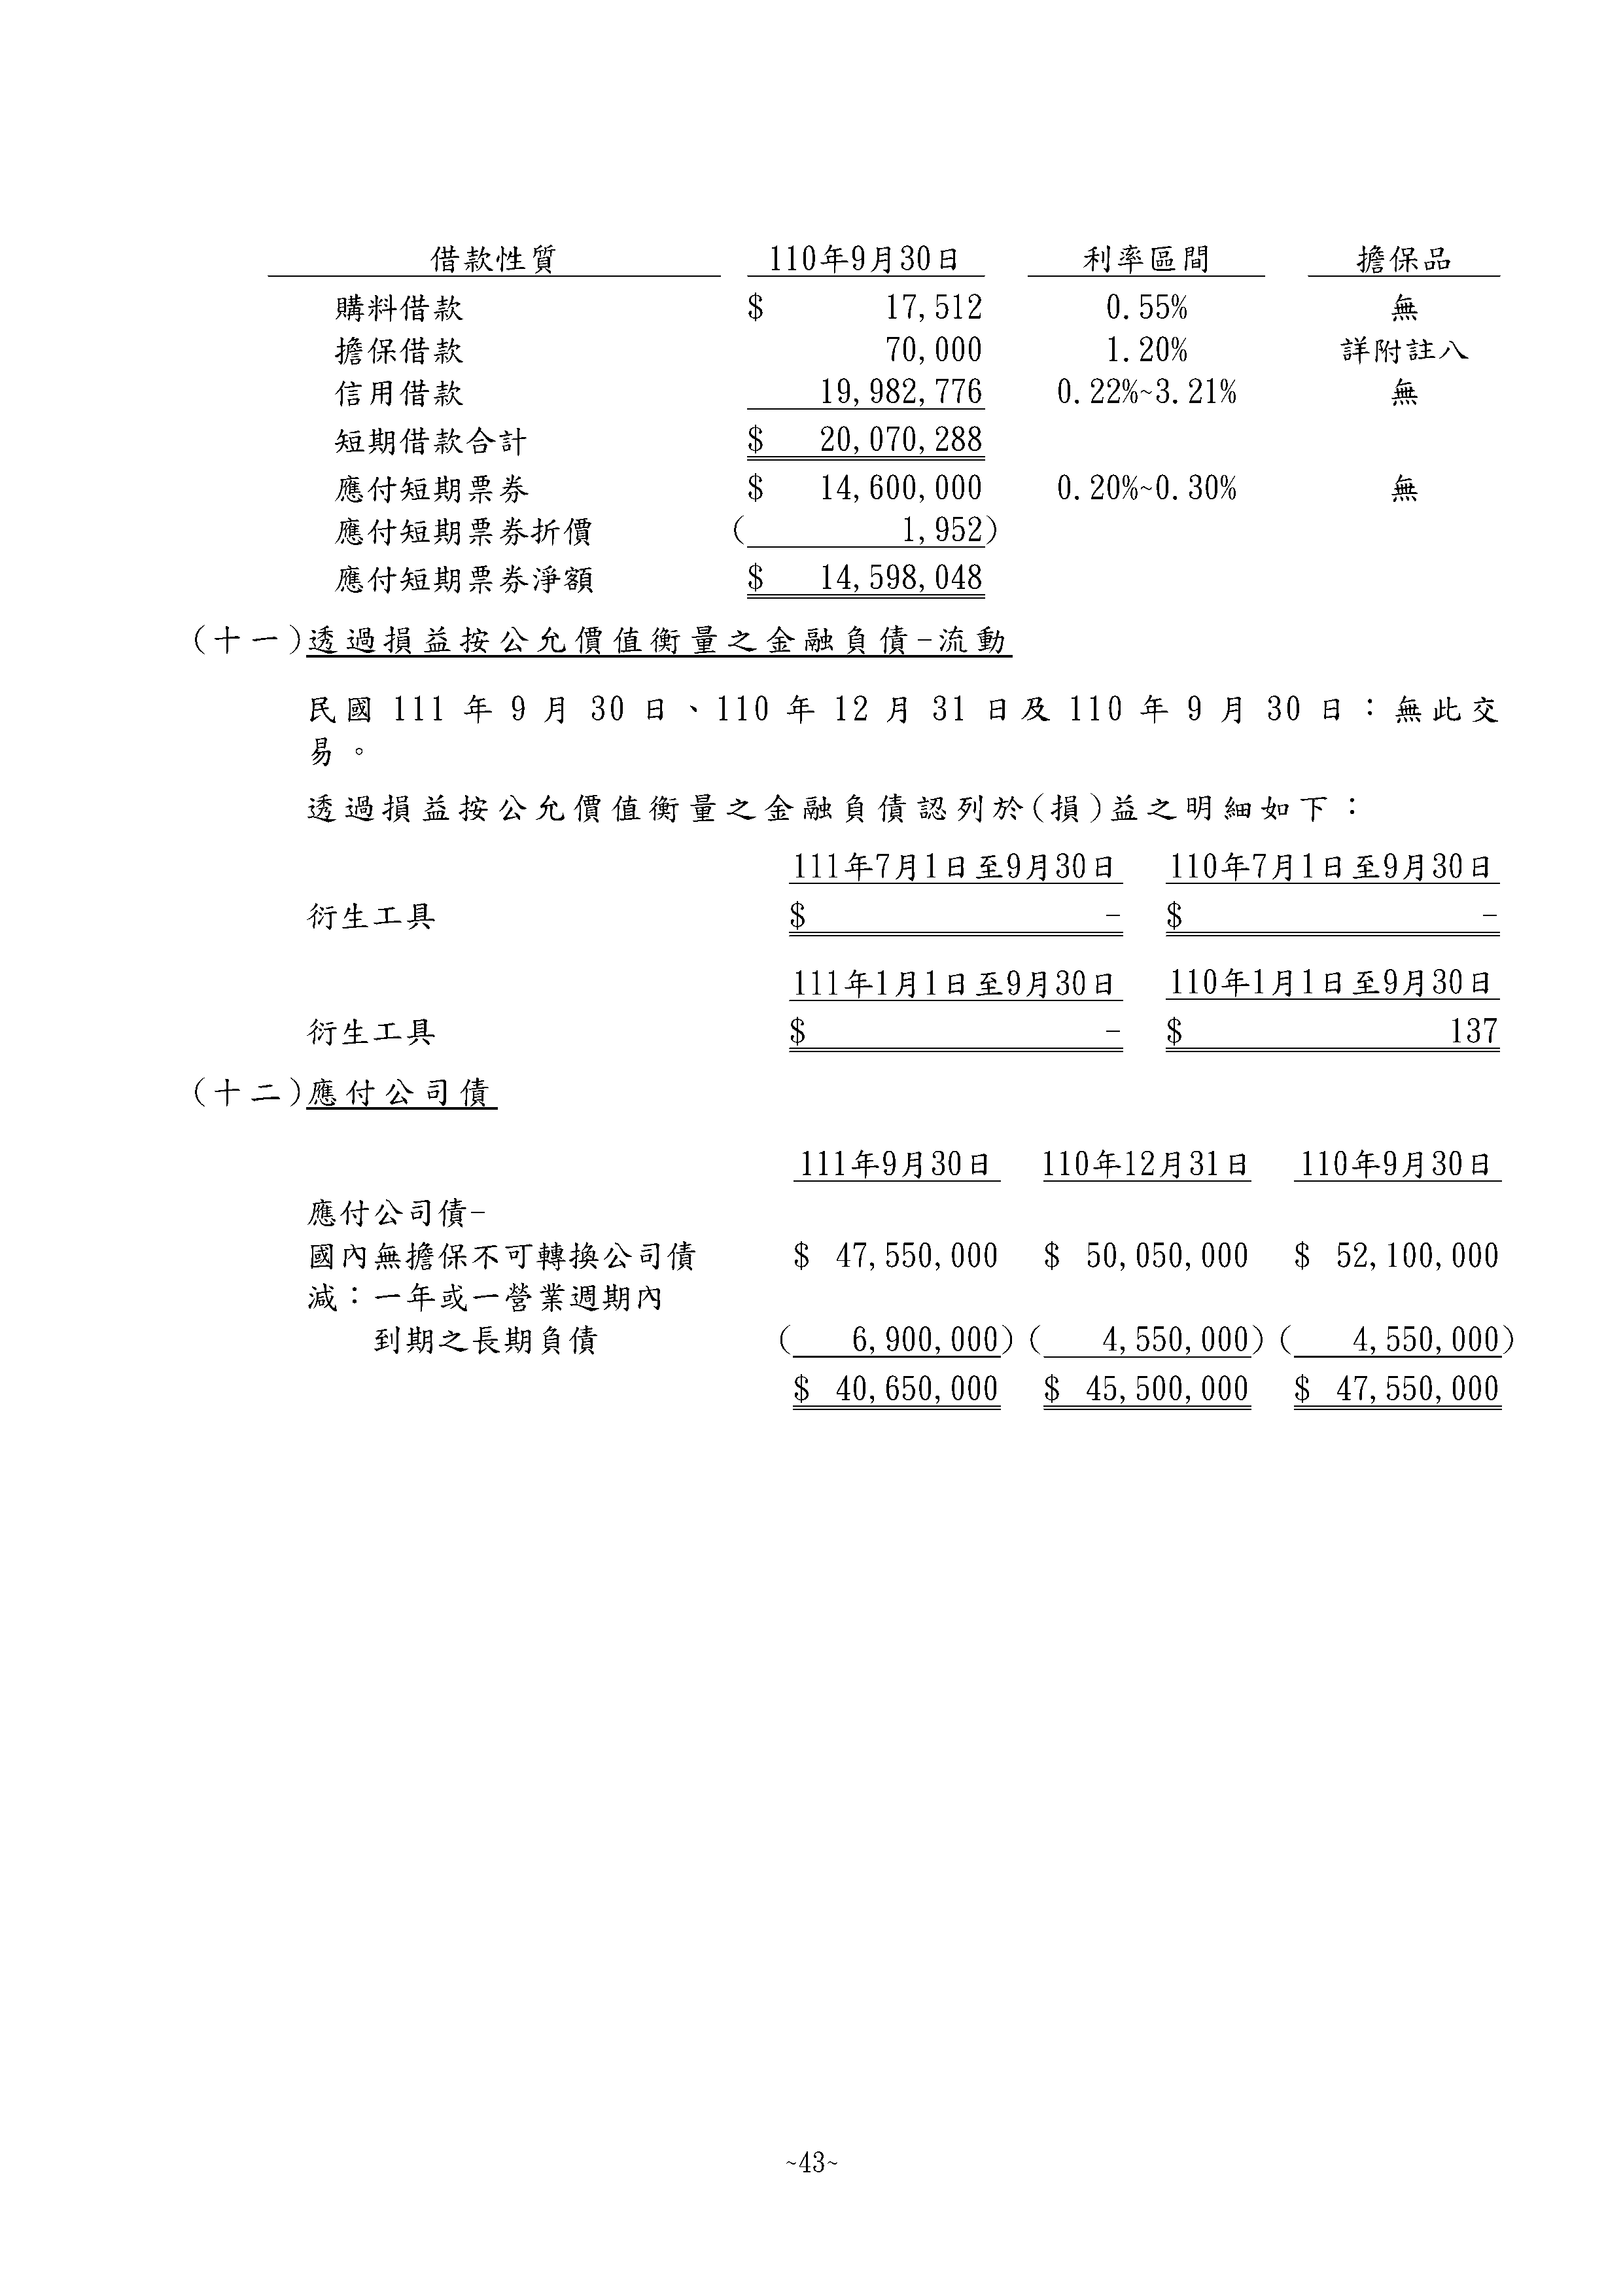 借款性質 110年9月30日 利率區間 擔保品
購料借款 $ 17,512 0.55% 無
擔保借款 70,000 1.20% 詳附註八
信用借款 19,982,776 0.22%~3.21% 無
短期借款合計 $ 20,070,288
應付短期票券 $ 14,600,000 0.20%~0.30% 無
應付短期票券折價 ( 1,952)
應付短期票券淨額 $ 14,598,048
(十一)透過損益按公允價值衡量之金融負債-流動
民國 111 年 9 月 30 日、110 年 12 月 31 日及 110 年 9 月 30 日：無此交
易。
透過損益按公允價值衡量之金融負債認列於(損)益之明細如下：
111年7月1日至9月30日 110年7月1日至9月30日
衍生工具 $ - $ -
111年1月1日至9月30日 110年1月1日至9月30日
衍生工具 $ - $ 137
(十二)應付公司債
111年9月30日 110年12月31日 110年9月30日
應付公司債-
國內無擔保不可轉換公司債 $ 47,550,000 $ 50,050,000 $ 52,100,000
減：一年或一營業週期內
到期之長期負債 ( 6,900,000) ( 4,550,000) ( 4,550,000)
$ 40,650,000 $ 45,500,000 $ 47,550,000
~43~